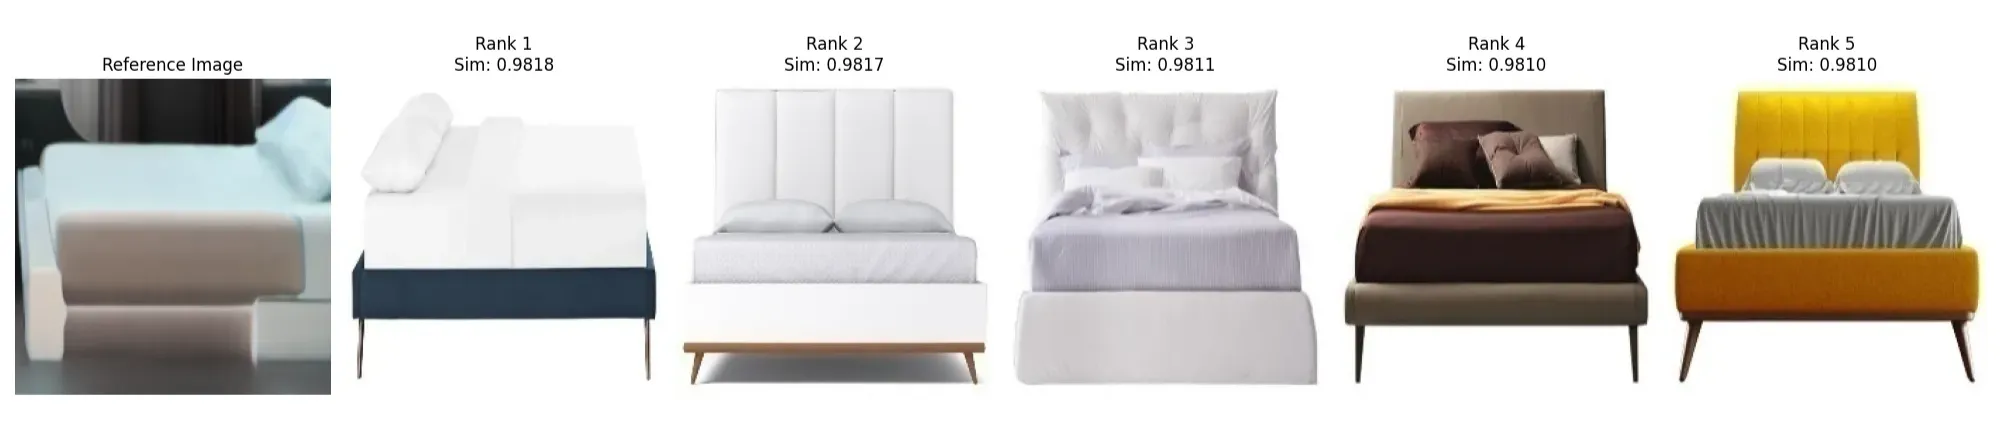 Reference Image
Rank 1
Sim: 0.9818
Rank 2
Sim: 0.9817
Rank 3
Sim: 0.9811
Rank 4
Sim: 0.9810
Rank 5
Sim: 0.9810